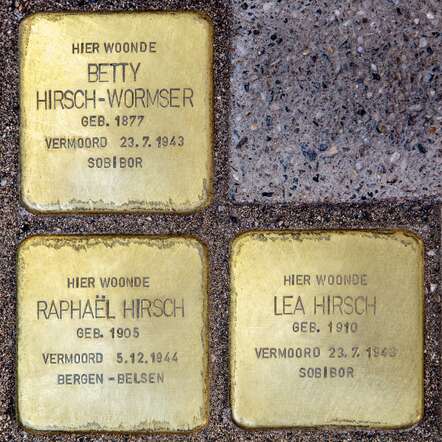 HIER WOONDE
BETTY
HIRSCH-WORMSER
GEB. 1877
VERMOORD 23.7.1943
SOBIBOR
HIER WOONDE
RAPHAËL HIRSCH
GEB. 1905
VERMOORD 5.12.1944
BERGEN-BELSEN
HIER WOONDE
LEA HIRSCH
GEB. 1910
VERMOORD 23.7.1943
SOBIBOR